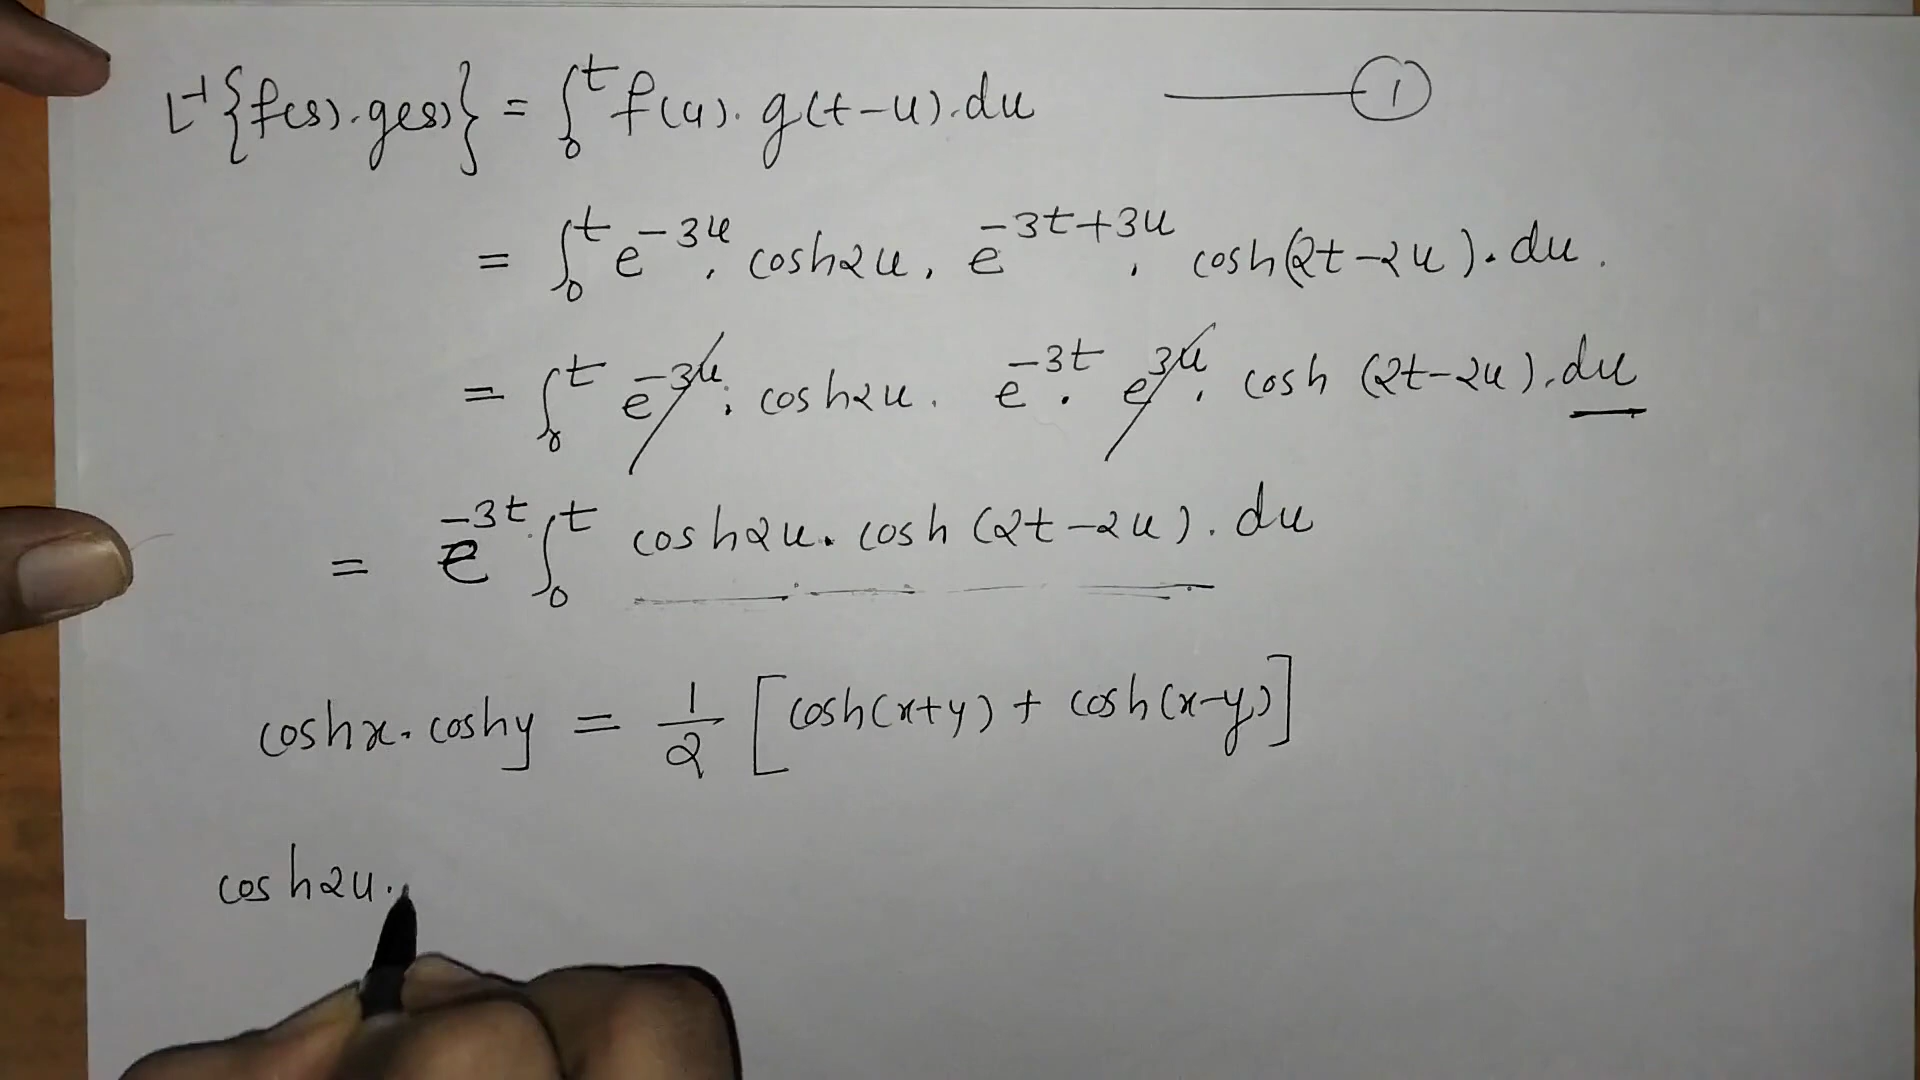 L⁻¹{f(s).g(s)} = ∫₀ᵗ f(u). g(t-u).du ——— ①
= ∫₀ᵗ e^{-3u}. cosh2u. e^{-3t+3u}. cosh(2t-2u).du.
= ∫₀ᵗ e^{-3u}. cosh2u. e^{-3t}. e^{3u}. cosh (2t-2u).du
= e^{-3t}.∫₀ᵗ cosh2u. cosh (2t-2u). du
coshx.coshy = 1/2 [cosh(x+y) + cosh(x-y)]
cosh2u.